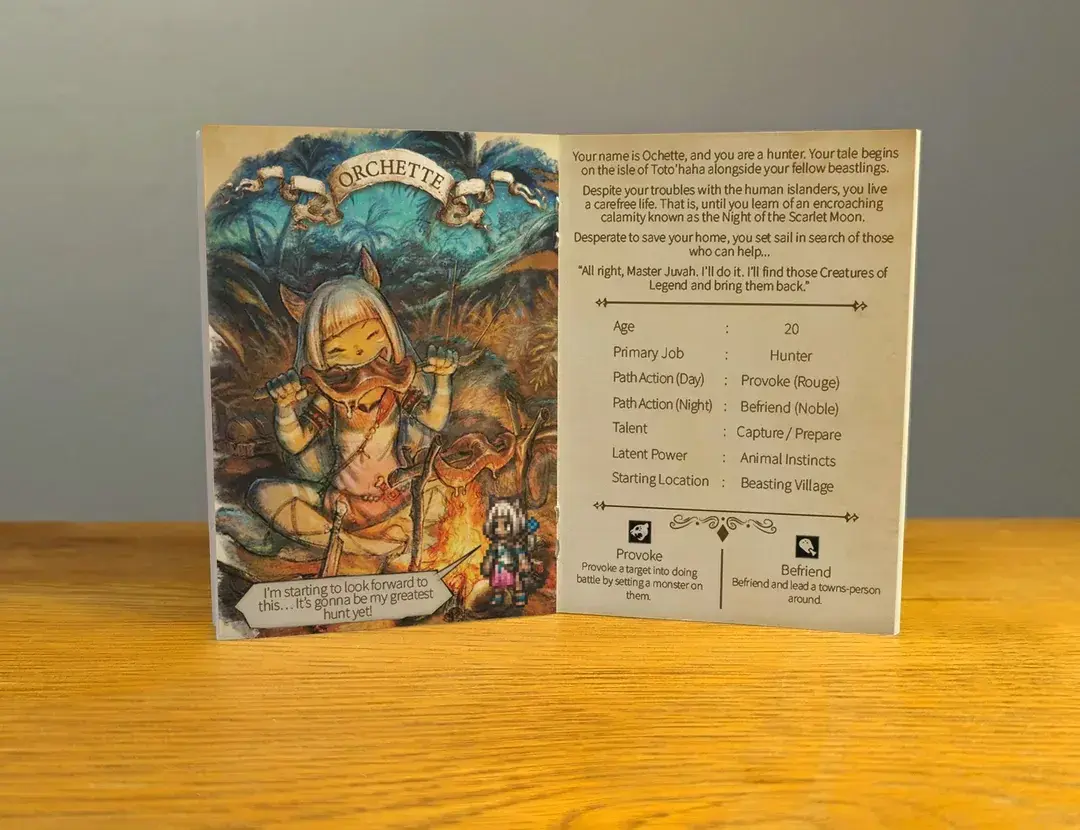 ORCHETTE
I'm starting to look forward to
this... It's gonna be my greatest
hunt yet!
Your name is Ochette, and you are a hunter. Your tale begins
on the isle of Toto'haha alongside your fellow beastlings.
Despite your troubles with the human islanders, you live
a carefree life. That is, until you learn of an encroaching
calamity known as the Night of the Scarlet Moon.
Desperate to save your home, you set sail in search of those
who can help...
"All right, Master Juvah. I'll do it. I'll find those Creatures of
Legend and bring them back."
Age : 20
Primary Job : Hunter
Path Action (Day) : Provoke (Rouge)
Path Action (Night) : Befriend (Noble)
Talent : Capture / Prepare
Latent Power : Animal Instincts
Starting Location : Beasting Village
Provoke
Provoke a target into doing
battle by setting a monster on
them.
Befriend
Befriend and lead a towns-person
around.